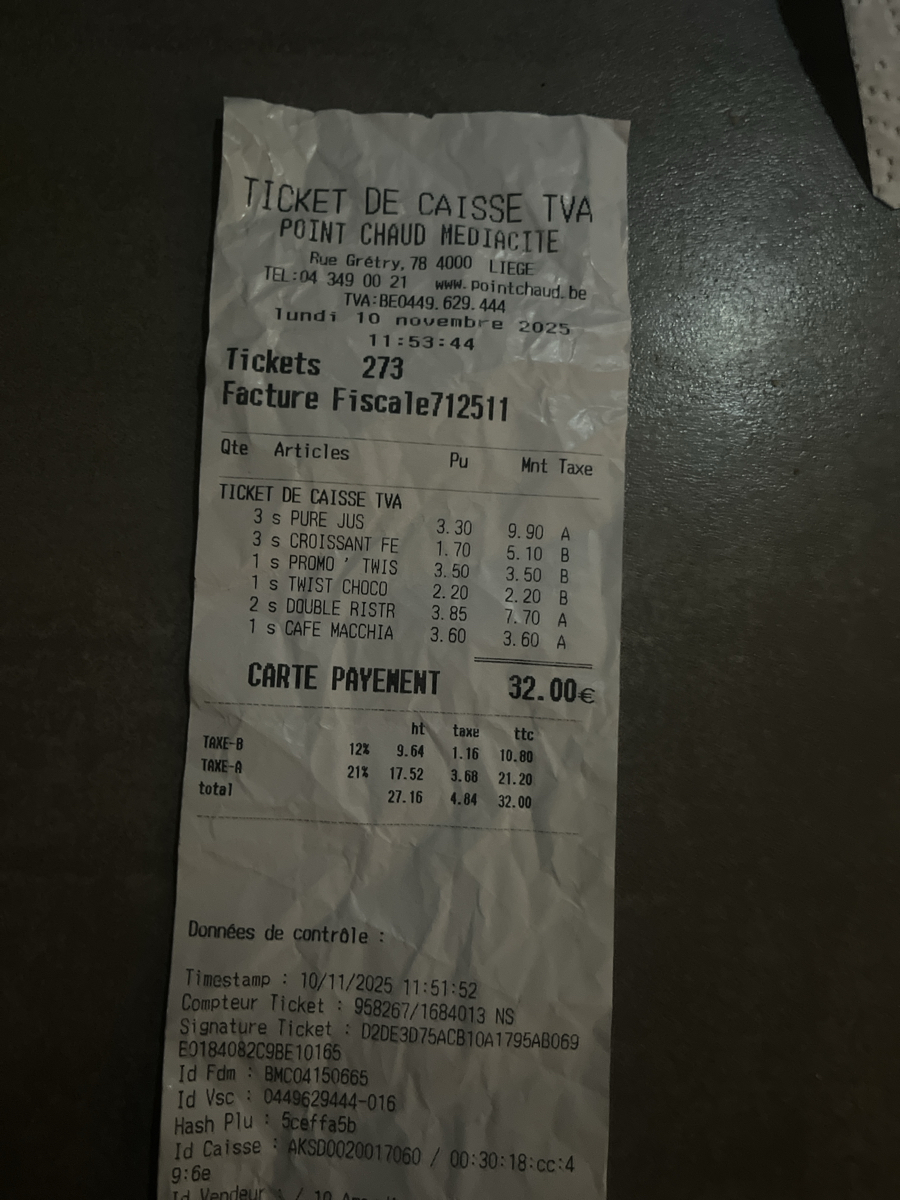 TICKET DE CAISSE TVA
POINT CHAUD MEDIACITE
Rue Grétry, 78 4000 LIEGE
TEL:04 349 00 21 www.pointchaud.be
TVA:BE0449.629.444
lundi 10 novembre 2025
11:53:44
Tickets 273
Facture Fiscale712511
Qte Articles Pu Mnt Taxe
TICKET DE CAISSE TVA
3 s PURE JUS 3.30 9.90 A
3 s CROISSANT FE 1.70 5.10 B
1 s PROMO ' TWIS 3.50 3.50 B
1 s TWIST CHOCO 2.20 2.20 B
2 s DOUBLE RISTR 3.85 7.70 A
1 s CAFE MACCHIA 3.60 3.60 A
CARTE PAYEMENT 32.00€
ht taxe ttc
TAXE-B 12% 9.64 1.16 10.80
TAXE-A 21% 17.52 3.68 21.20
total 27.16 4.84 32.00
Données de contrôle :
Timestamp : 10/11/2025 11:51:52
Compteur Ticket : 958267/1684013 NS
Signature Ticket : D2DE3D75ACB10A1795AB069
E0184082C9BE10165
Id Fdm : BMC04150665
Id Vsc : 0449629444-016
Hash Plu : 5ceffa5b
Id Caisse : AKSD0020017060 / 00:30:18:cc:4
9:6e
Id Vendeur